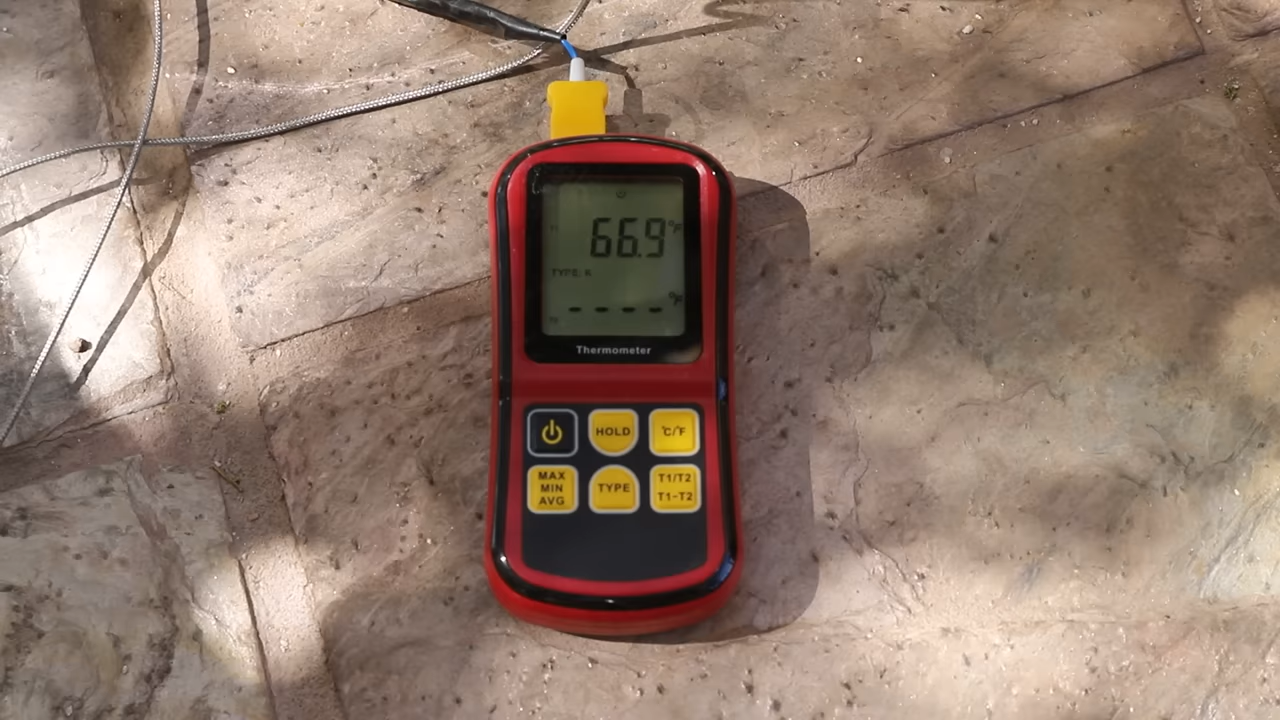 66.9 °F
TYPE: K
- - - - °F
Thermometer
HOLD
°C/°F
MAX
MIN
AVG
TYPE
T1/T2
T1-T2